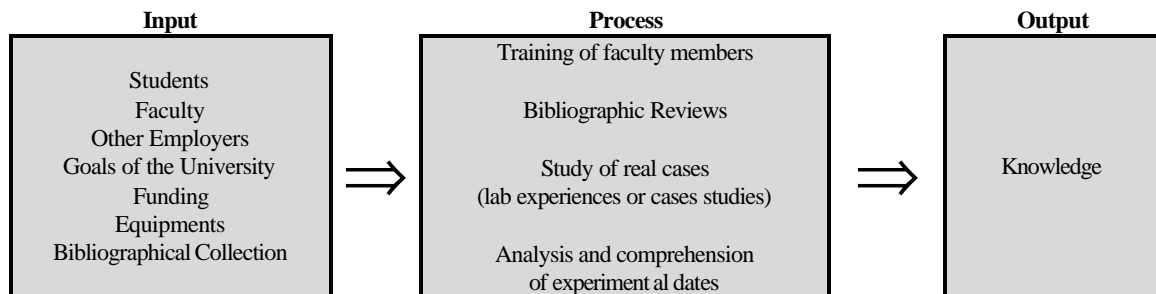 Input
Students
Faculty
Other Employers
Goals of the University
Funding
Equipments
Bibliographical Collection
Process
Training of faculty members
Bibliographic Reviews
Study of real cases
(lab experiences or cases studies)
Analysis and comprehension
of experiment al dates
Output
Knowledge